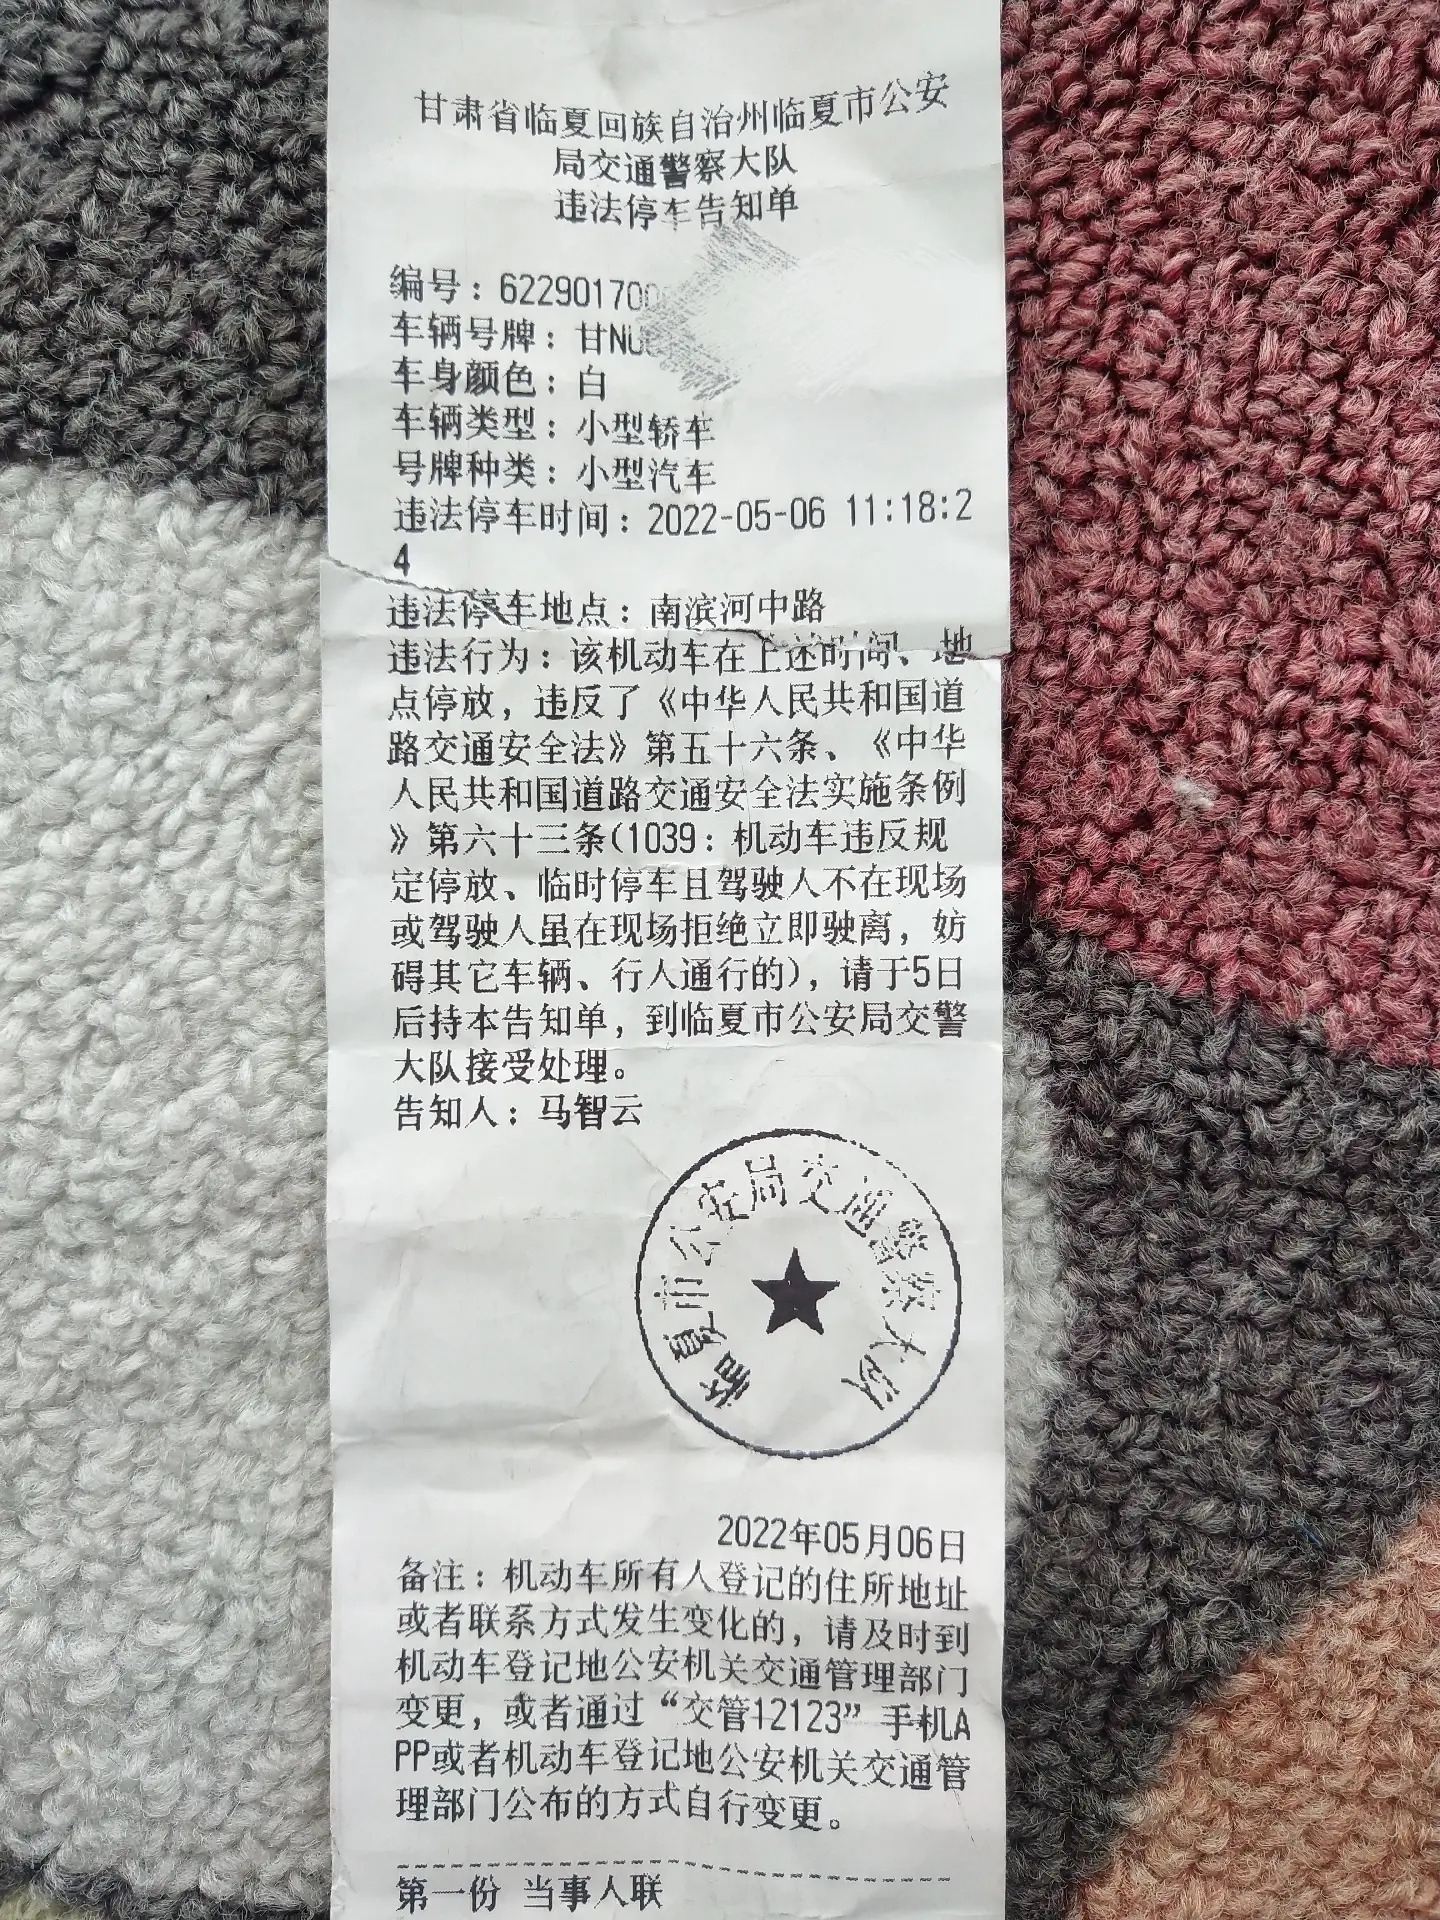 甘肃省临夏回族自治州临夏市公安
局交通警察大队
违法停车告知单
编号：622901700
车辆号牌：甘NU
车身颜色：白
车辆类型：小型轿车
号牌种类：小型汽车
违法停车时间：2022-05-06 11:18:2
4
违法停车地点：南滨河中路
违法行为：该机动车在上述时间、地
点停放，违反了《中华人民共和国道
路交通安全法》第五十六条、《中华
人民共和国道路交通安全法实施条例
》第六十三条(1039：机动车违反规
定停放、临时停车且驾驶人不在现场
或驾驶人虽在现场拒绝立即驶离，妨
碍其它车辆、行人通行的)，请于5日
后持本告知单，到临夏市公安局交警
大队接受处理。
告知人：马智云
临夏市公安局交通警察大队
2022年05月06日
备注：机动车所有人登记的住所地址
或者联系方式发生变化的，请及时到
机动车登记地公安机关交通管理部门
变更，或者通过“交管12123”手机A
PP或者机动车登记地公安机关交通管
理部门公布的方式自行变更。
第一份 当事人联